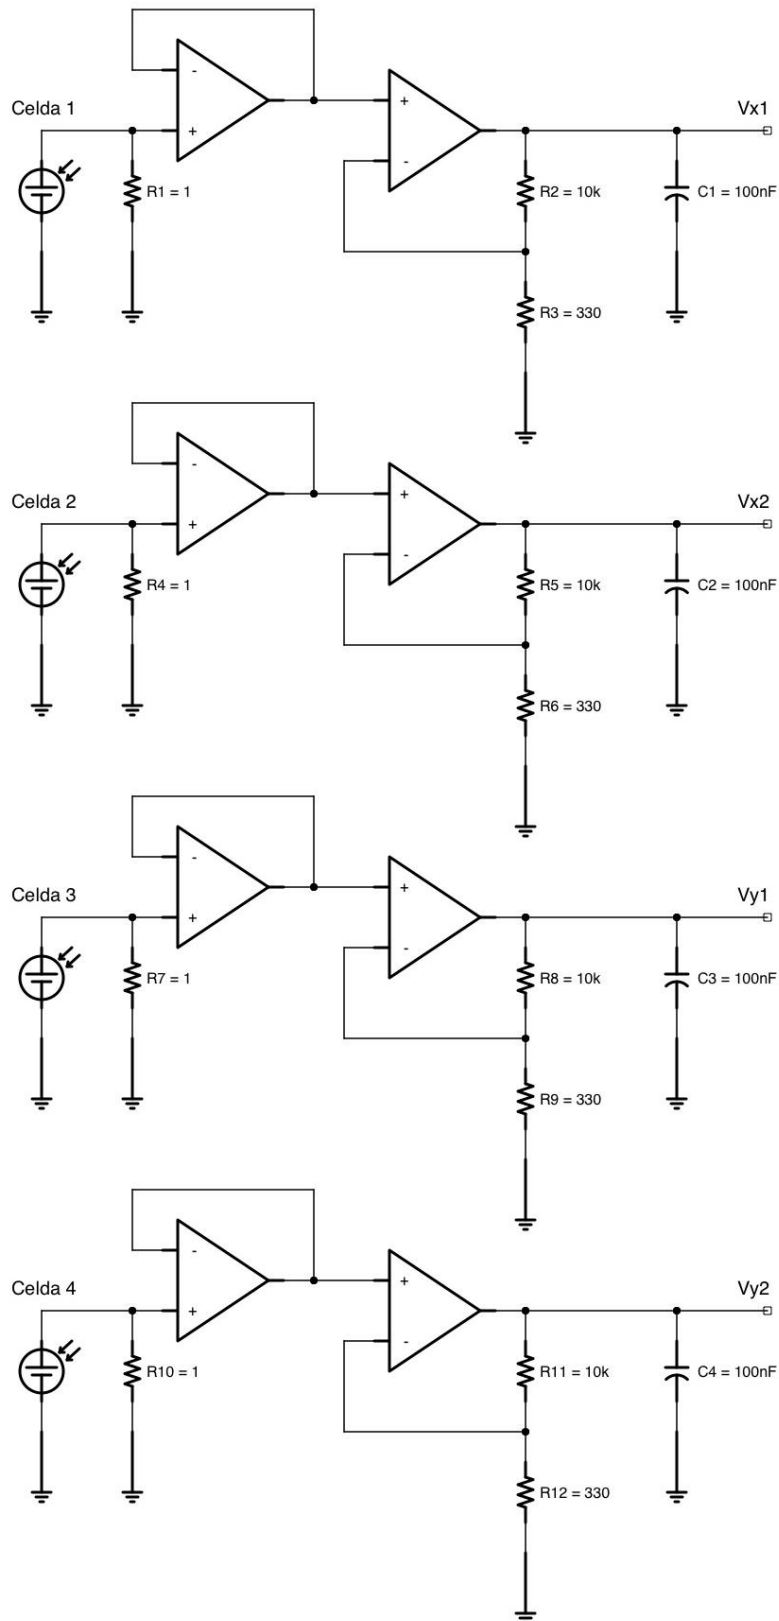 Celda 1
-
+
R1 = 1
+
-
Vx1
R2 = 10k
C1 = 100nF
R3 = 330
Celda 2
-
+
R4 = 1
+
-
Vx2
R5 = 10k
C2 = 100nF
R6 = 330
Celda 3
-
+
R7 = 1
+
-
Vy1
R8 = 10k
C3 = 100nF
R9 = 330
Celda 4
-
+
R10 = 1
+
-
Vy2
R11 = 10k
C4 = 100nF
R12 = 330